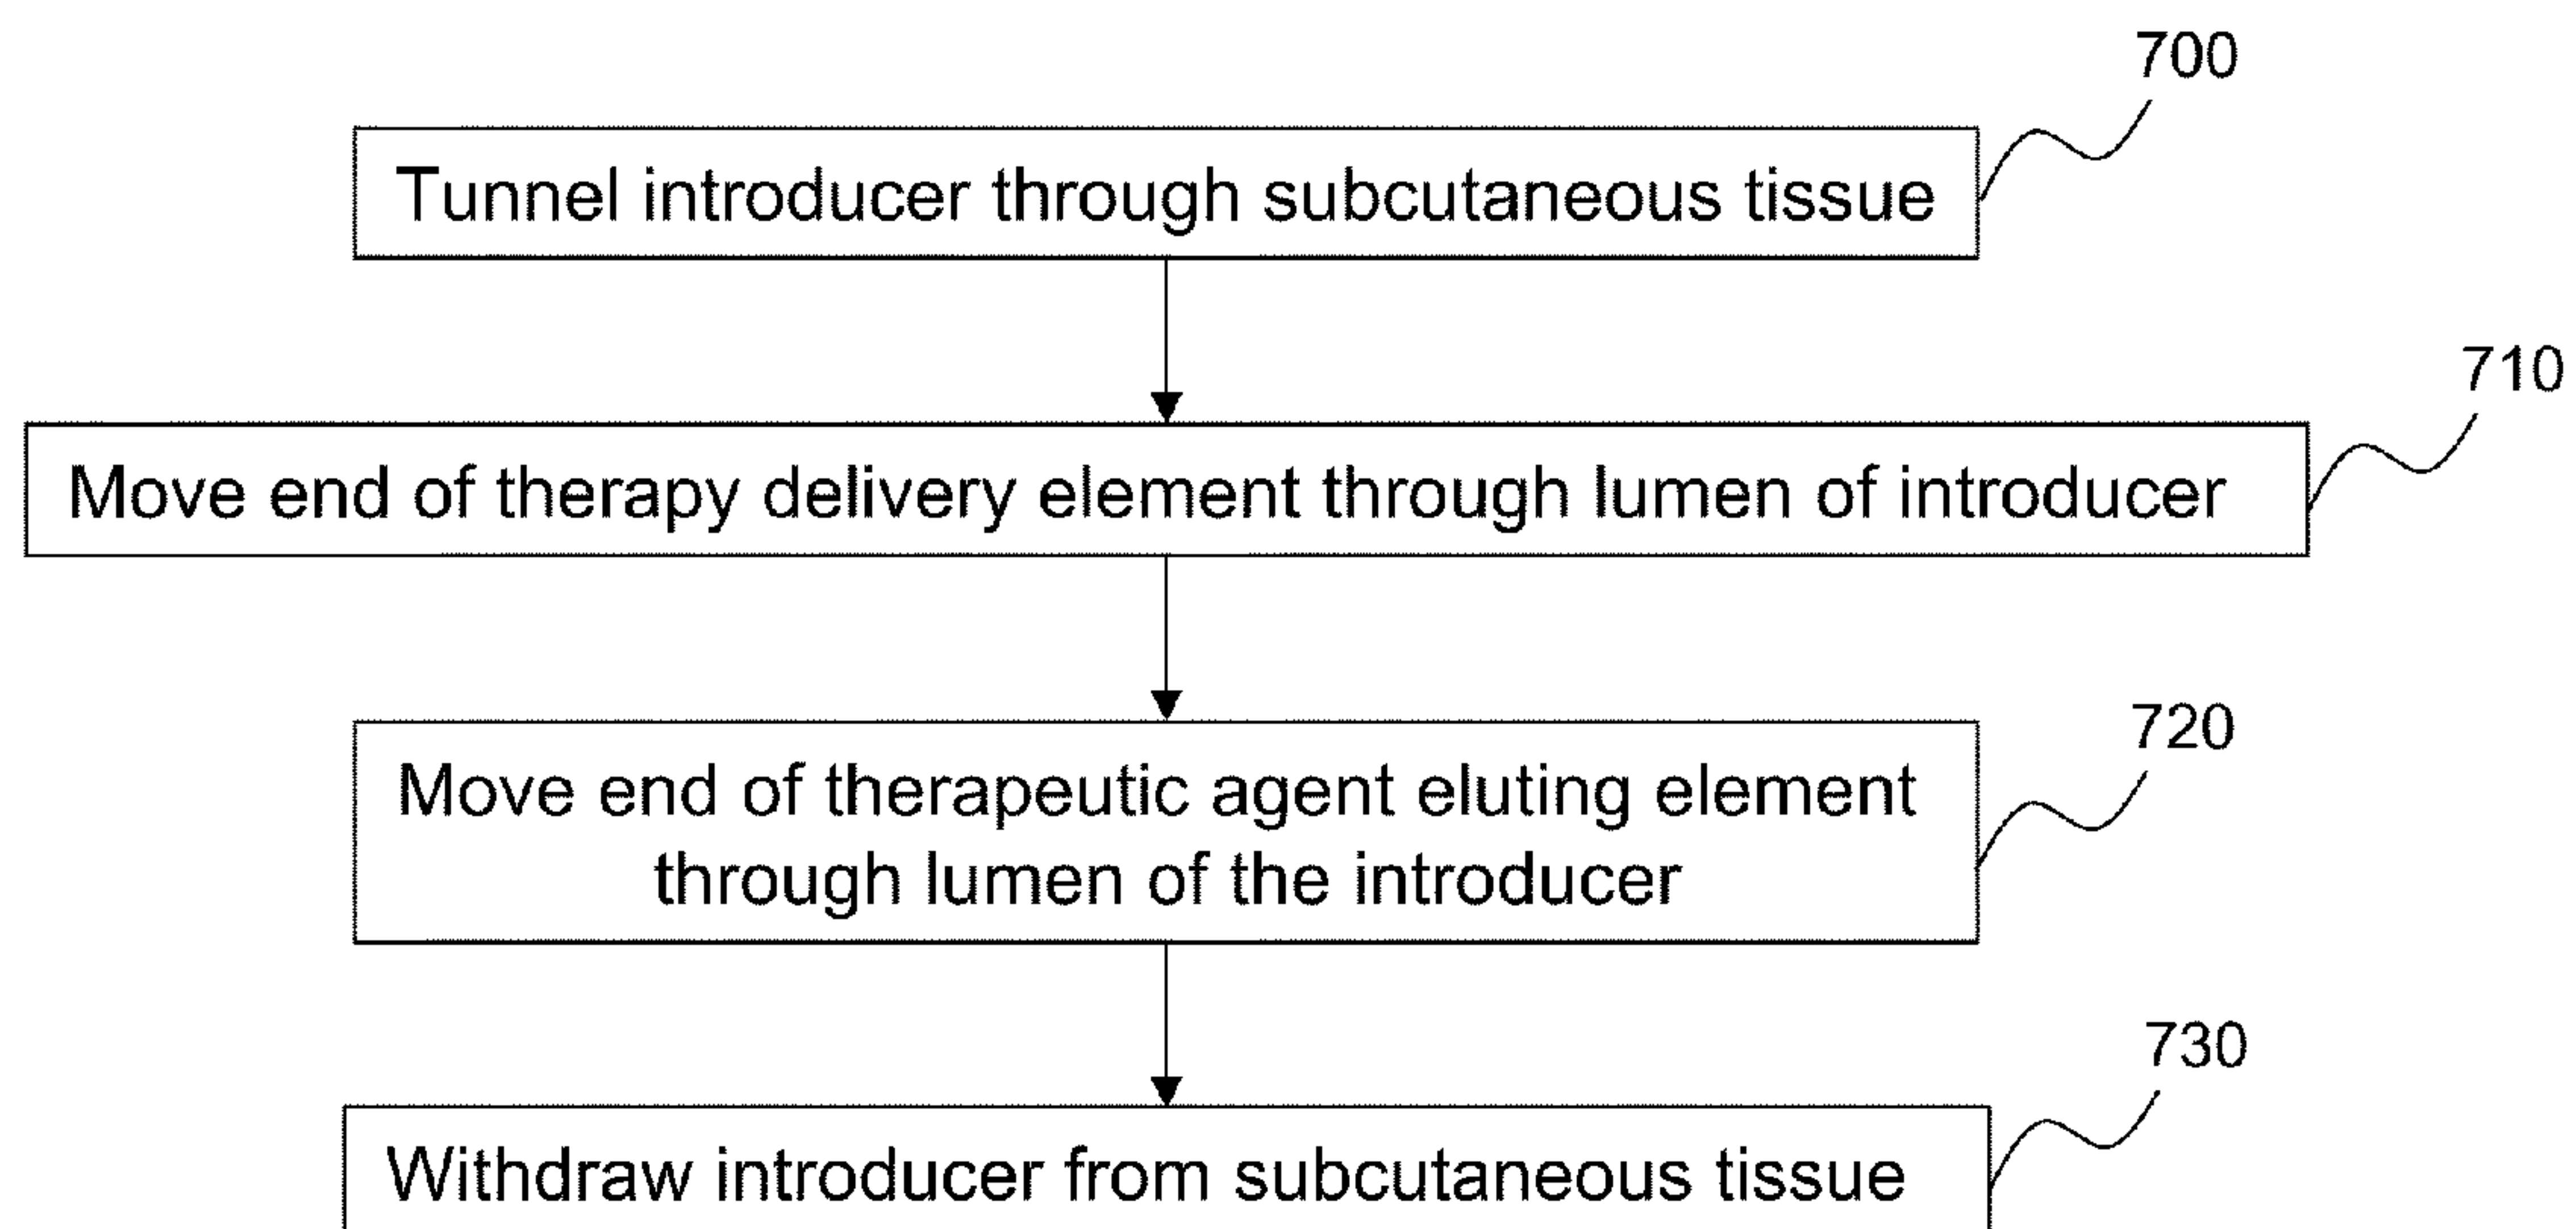 700
Tunnel introducer through subcutaneous tissue
710
Move end of therapy delivery element through lumen of introducer
720
Move end of therapeutic agent eluting element
through lumen of the introducer
730
Withdraw introducer from subcutaneous tissue